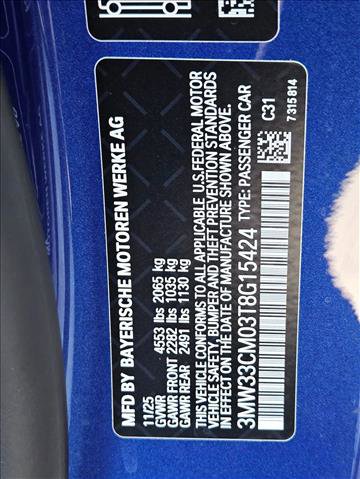 MFD BY BAYERISCHE MOTOREN WERKE AG
11/25
GVWR 4553 lbs 2065 kg
GAWR FRONT 2282 lbs 1035 kg
GAWR REAR 2491 lbs 1130 kg
THIS VEHICLE CONFORMS TO ALL APPLICABLE U.S.FEDERAL MOTOR
VEHICLE SAFETY, BUMPER AND THEFT PREVENTION STANDARDS
IN EFFECT ON THE DATE OF MANUFACTURE SHOWN ABOVE.
3MW33CM03T8G15424 TYPE: PASSENGER CAR
C31
7315814